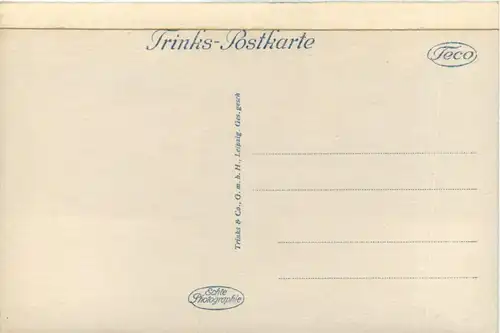 Trinks-Postkarte
Teco
Trinks & Co., G. m. b. H., Leipzig. Ges. gesch
Echte
Photographie